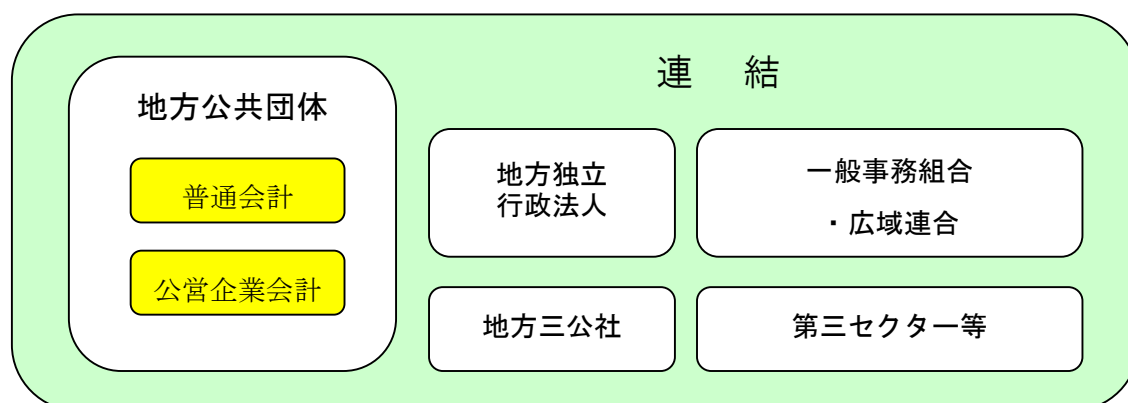 連結
地方公共団体
普通会計
公営企業会計
地方独立
行政法人
一般事務組合
・広域連合
地方三公社
第三セクター等